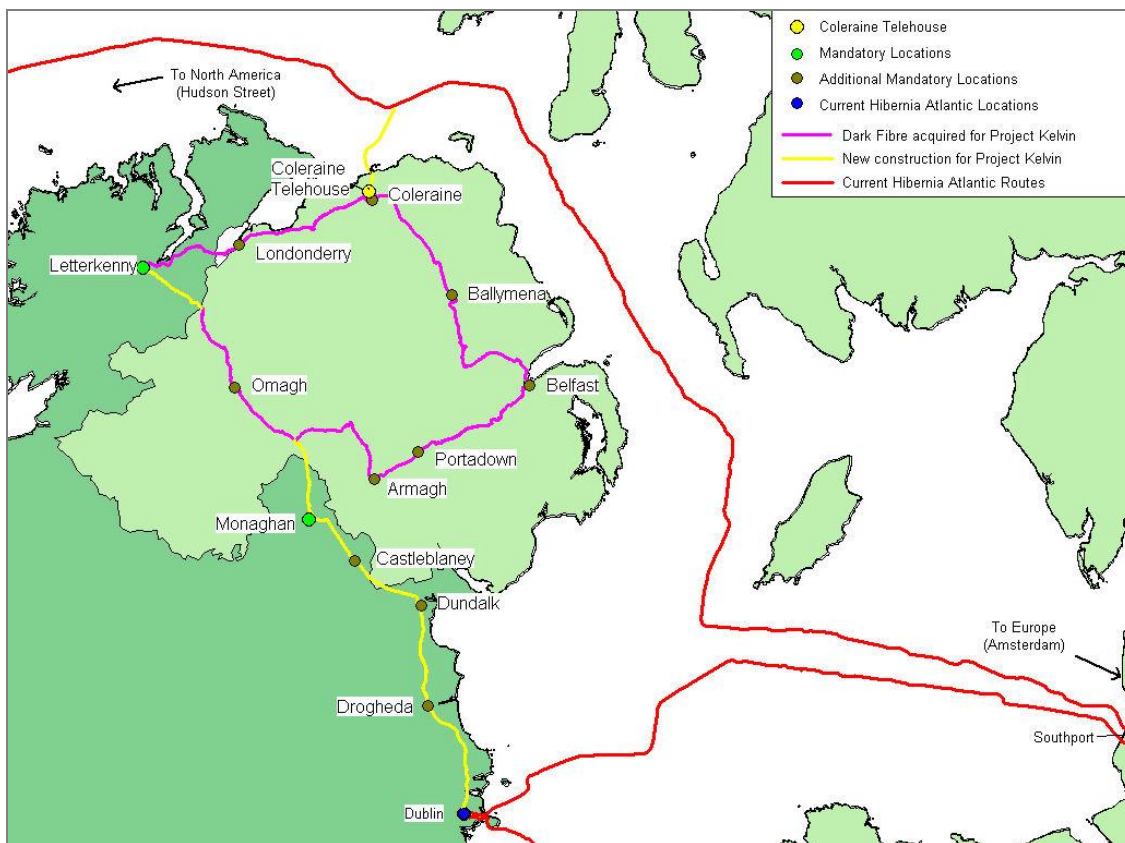 Coleraine Telehouse
Mandatory Locations
Additional Mandatory Locations
Current Hibernia Atlantic Locations
Dark Fibre acquired for Project Kelvin
New construction for Project Kelvin
Current Hibernia Atlantic Routes
To North America
(Hudson Street)
Coleraine
Telehouse
Coleraine
Londonderry
Letterkenny
Ballymena
Omagh
Belfast
Portadown
Armagh
Monaghan
Castleblaney
Dundalk
To Europe
(Amsterdam)
Drogheda
Southport
Dublin